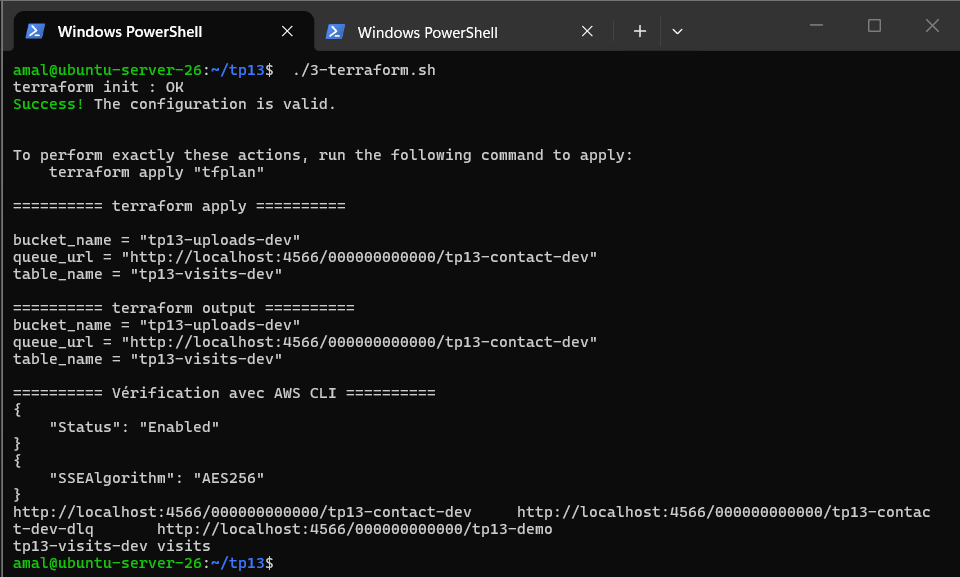 Windows PowerShell
Windows PowerShell
amal@ubuntu-server-26:~/tp13$  ./3-terraform.sh
terraform init : OK
Success! The configuration is valid.
To perform exactly these actions, run the following command to apply:
    terraform apply "tfplan"
========== terraform apply ==========
bucket_name = "tp13-uploads-dev"
queue_url = "http://localhost:4566/000000000000/tp13-contact-dev"
table_name = "tp13-visits-dev"
========== terraform output ==========
bucket_name = "tp13-uploads-dev"
queue_url = "http://localhost:4566/000000000000/tp13-contact-dev"
table_name = "tp13-visits-dev"
========== Vérification avec AWS CLI ==========
{
    "Status": "Enabled"
}
{
    "SSEAlgorithm": "AES256"
}
http://localhost:4566/000000000000/tp13-contact-dev     http://localhost:4566/000000000000/tp13-contac
t-dev-dlq       http://localhost:4566/000000000000/tp13-demo
tp13-visits-dev visits
amal@ubuntu-server-26:~/tp13$